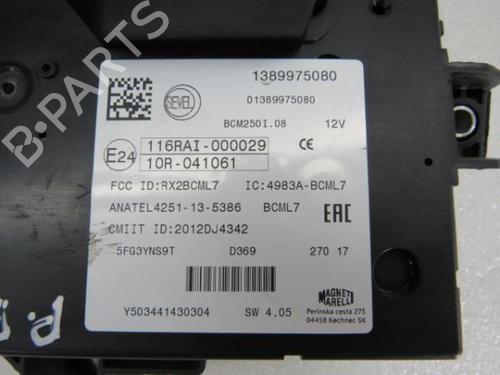 1389975080
SEVEL
01389975080
BCM250I.08 12V
E24 116RAI-000029 CE
10R-041061
FCC ID:RX2BCML7 IC:4983A-BCML7
ANATEL4251-13-5386 BCML7 EAC
CMIIT ID:2012DJ4342
5FG3YNS9T D369 270 17
MAGNETI
MARELLI
Y503441430304 SW 4.05
Perinska cesta 275
04458 Kechnec SK
B-PARTS